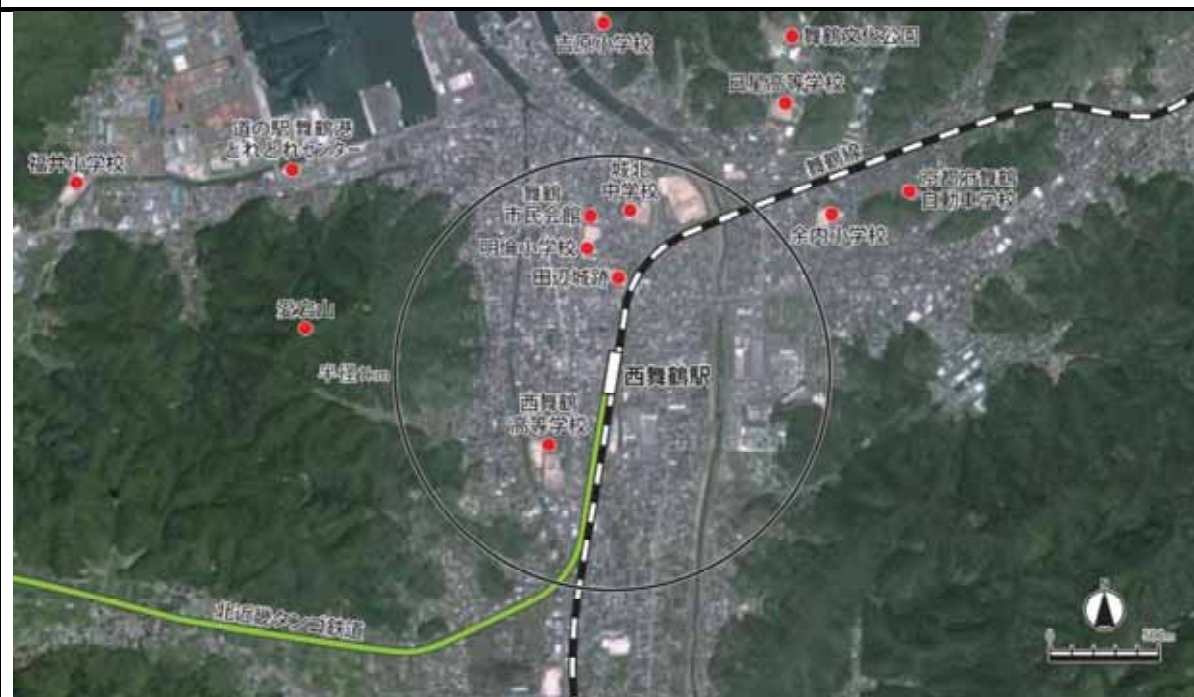 吉原小学校
舞鶴文化公園
日星高等学校
道の駅 舞鶴港
とれとれセンター
福井小学校
舞鶴線
城北
中学校
舞鶴
市民会館
京都府舞鶴
自動車学校
余内小学校
明倫小学校
田辺城跡
愛宕山
半径1km
西舞鶴駅
西舞鶴
高等学校
北近畿タンゴ鉄道
N
0
500m